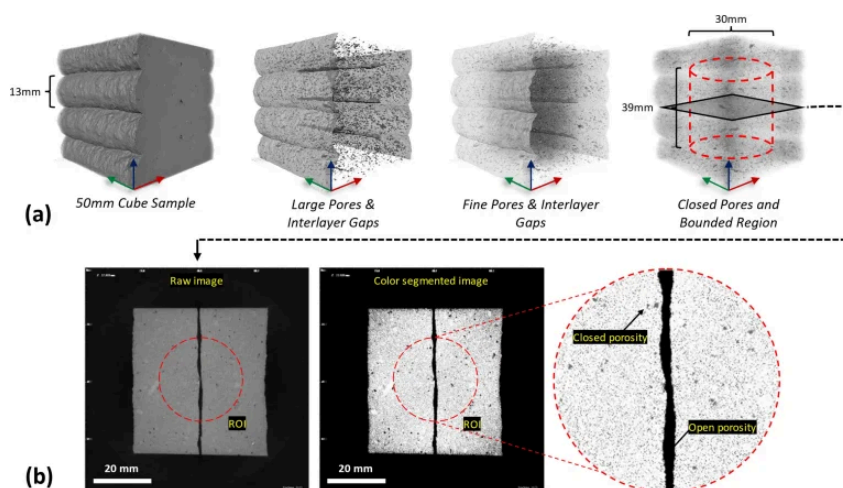 30mm
13mm
39mm
(a)
50mm Cube Sample
Large Pores &
Interlayer Gaps
Fine Pores & Interlayer
Gaps
Closed Pores and
Bounded Region
Raw image
Color segmented image
Closed porosity
ROI
ROI
Open porosity
(b)
20 mm
20 mm